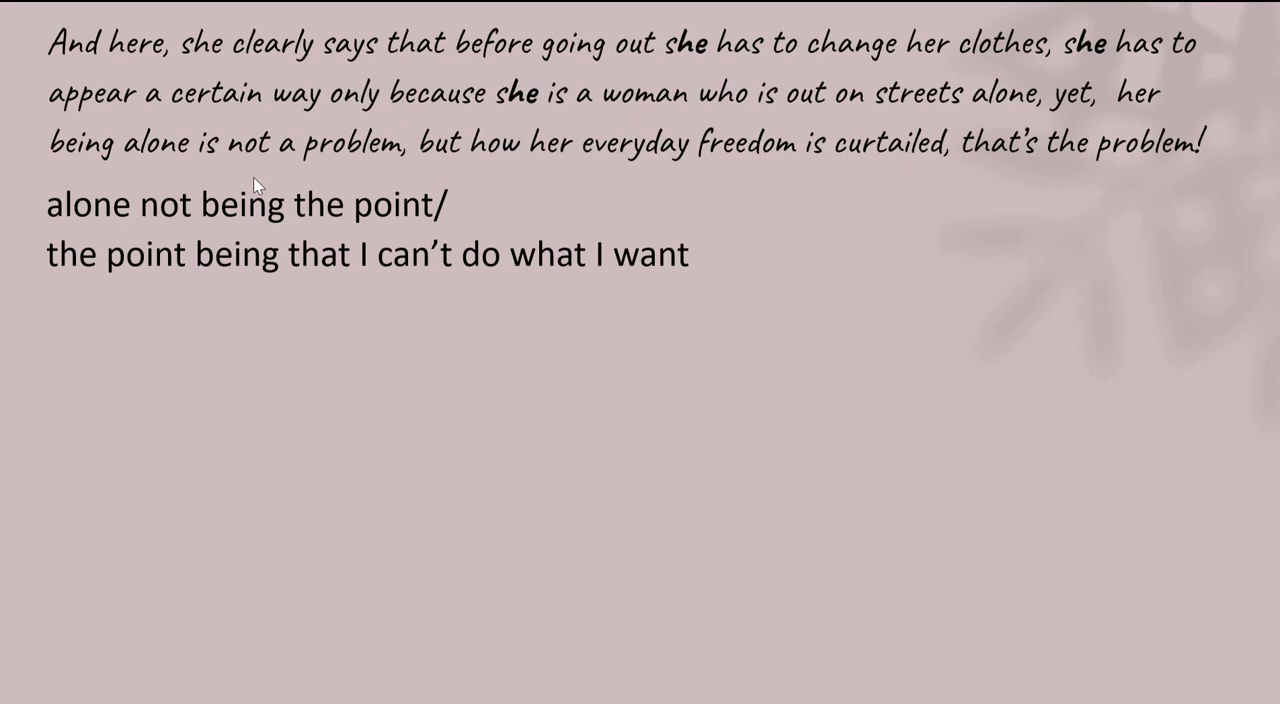 And here, she clearly says that before going out she has to change her clothes, she has to
appear a certain way only because she is a woman who is out on streets alone, yet, her
being alone is not a problem, but how her everyday freedom is curtailed, that's the problem!
alone not being the point/
the point being that I can't do what I want